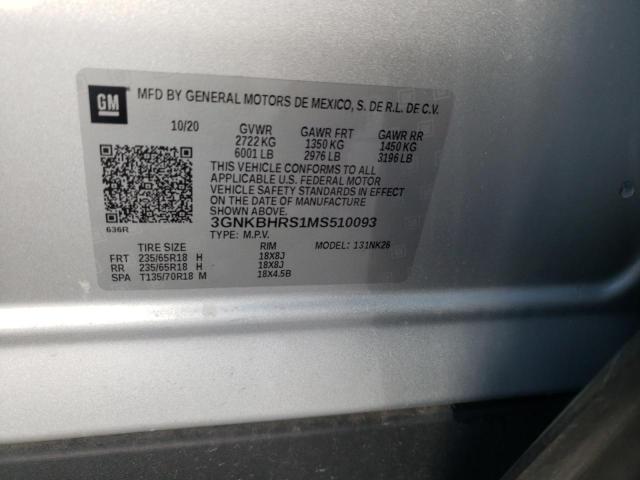 GM
MFD BY GENERAL MOTORS DE MEXICO, S. DE R.L. DE C.V.
10/20 GVWR GAWR FRT GAWR RR
2722 KG 1350 KG 1450 KG
6001 LB 2976 LB 3196 LB
THIS VEHICLE CONFORMS TO ALL
APPLICABLE U.S. FEDERAL MOTOR
VEHICLE SAFETY STANDARDS IN EFFECT
ON THE DATE OF MANUFACTURE
SHOWN ABOVE.
3GNKBHRS1MS510093
636R TYPE: M.P.V. MODEL: 131NK26
TIRE SIZE RIM
FRT 235/65R18 H 18X8J
RR 235/65R18 H 18X8J
SPA T135/70R18 M 18X4.5B